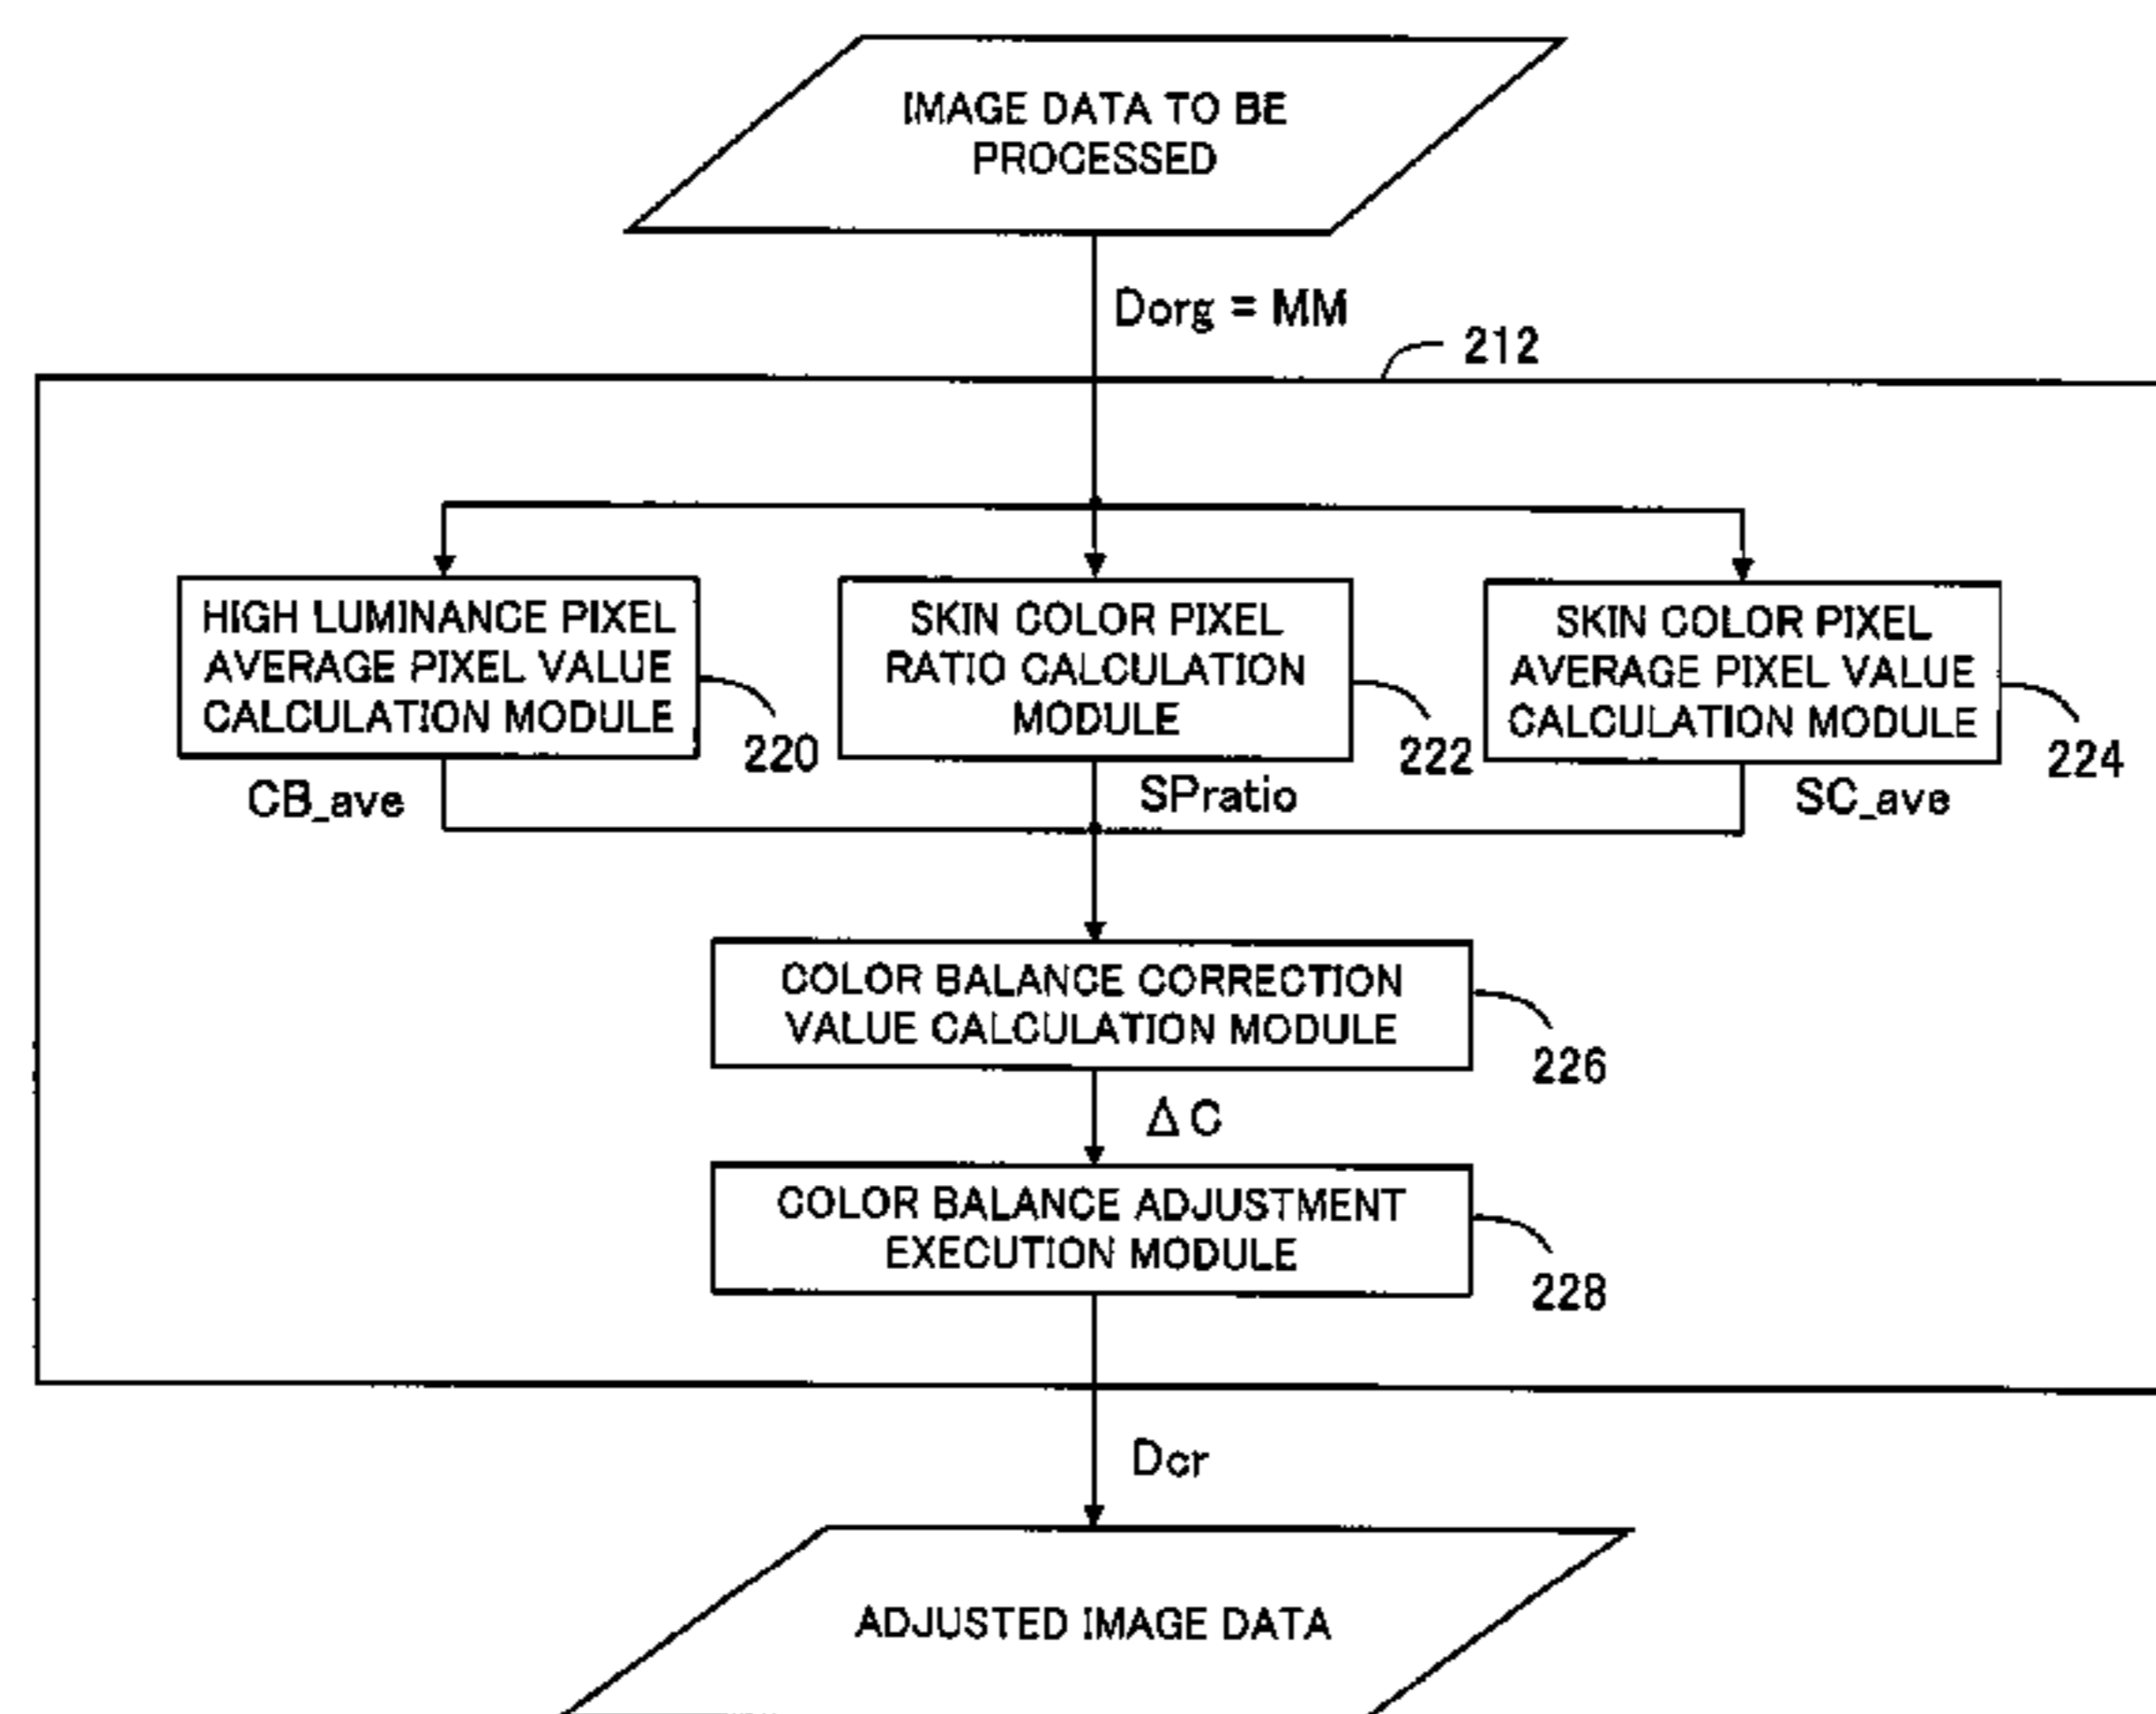 IMAGE DATA TO BE
PROCESSED
Dorg = MM
212
HIGH LUMINANCE PIXEL
AVERAGE PIXEL VALUE
CALCULATION MODULE
220
CB_ave
SKIN COLOR PIXEL
RATIO CALCULATION
MODULE
222
SPratio
SKIN COLOR PIXEL
AVERAGE PIXEL VALUE
CALCULATION MODULE
224
SC_ave
COLOR BALANCE CORRECTION
VALUE CALCULATION MODULE
226
Δ C
COLOR BALANCE ADJUSTMENT
EXECUTION MODULE
228
Dcr
ADJUSTED IMAGE DATA